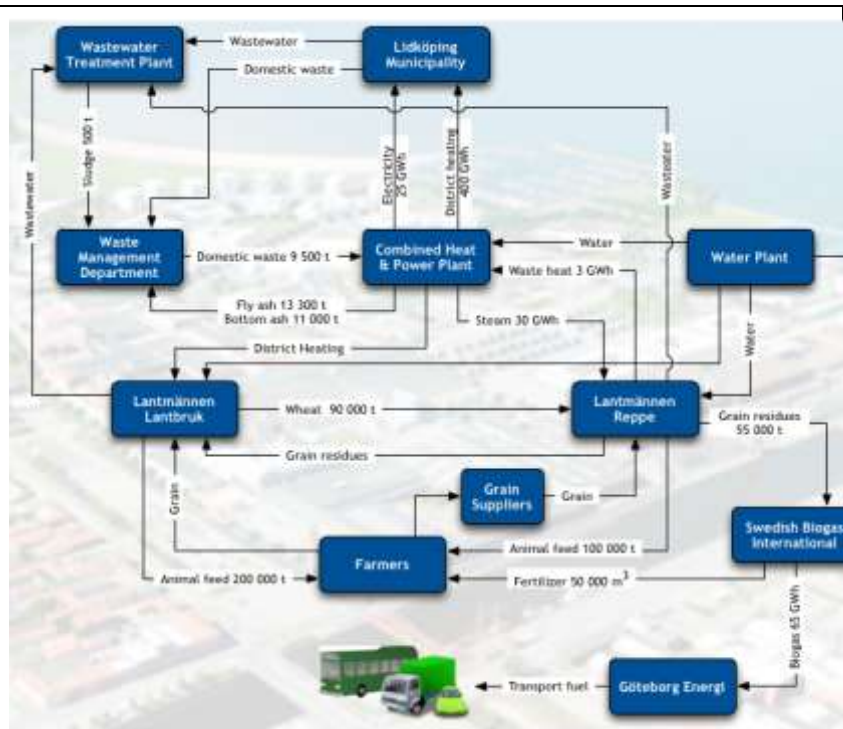 Wastewater
Treatment Plant
Wastewater
Lidköping
Municipality
Domestic waste
Sludge 500 t
Wastewater
Electricity
25 GWh
District heating
400 GWh
Wastewater
Waste
Management
Department
Domestic waste 9 500 t
Combined Heat
& Power Plant
Water
Water Plant
Waste heat 3 GWh
Fly ash 13 300 t
Bottom ash 11 000 t
Steam 30 GWh
District Heating
Water
Lantmännen
Lantbruk
Wheat 90 000 t
Lantmännen
Reppe
Grain residues
55 000 t
Grain residues
Grain
Grain
Suppliers
Grain
Swedish Biogas
International
Farmers
Animal feed 100 000 t
Animal feed 200 000 t
Fertilizer 50 000 m³
Biogas 65 GWh
Transport fuel
Göteborg Energi